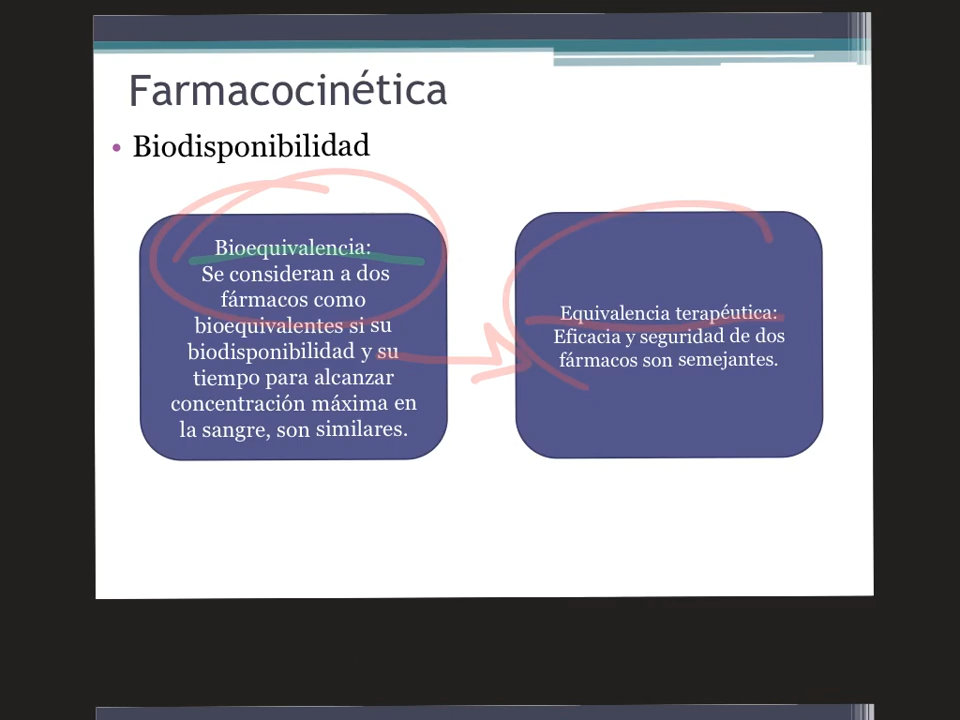 Farmacocinética
• Biodisponibilidad
Bioequivalencia:
Se consideran a dos
fármacos como
bioequivalentes si su
biodisponibilidad y su
tiempo para alcanzar
concentración máxima en
la sangre, son similares.
Equivalencia terapéutica:
Eficacia y seguridad de dos
fármacos son semejantes.